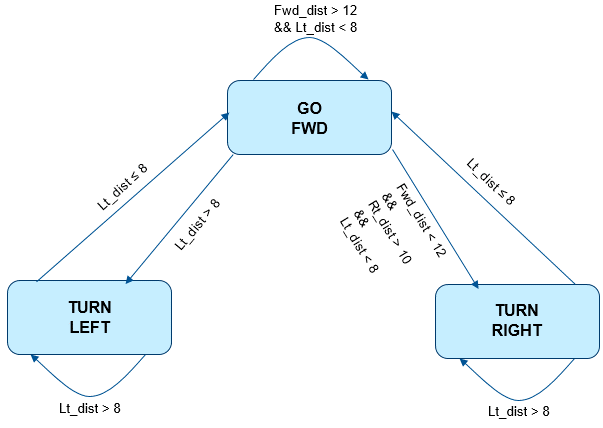 Fwd_dist > 12
&& Lt_dist < 8
GO
FWD
Lt_dist ≤ 8
Lt_dist > 8
Fwd_dist < 12
&&
Rt_dist > 10
&&
Lt_dist < 8
Lt_dist ≤ 8
TURN
LEFT
TURN
RIGHT
Lt_dist > 8
Lt_dist > 8